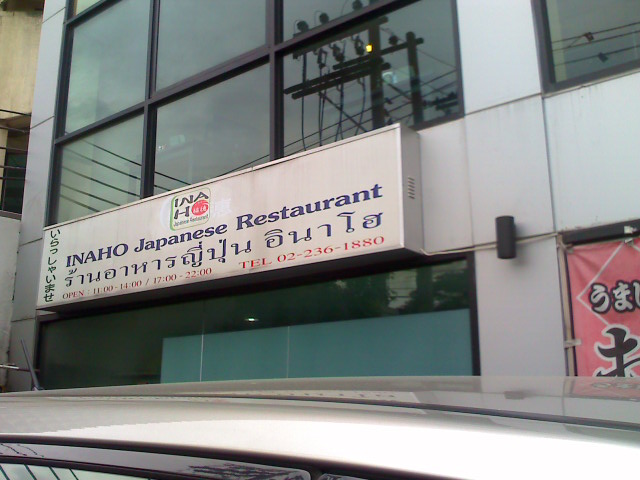 いらっしゃいませ
INAHO
Japanese Restaurant
INAHO Japanese Restaurant
ร้านอาหารญี่ปุ่น อินาโฮ
OPEN : 11:00 - 14:00 / 17:00 - 22:00 TEL 02-236-1880
うま